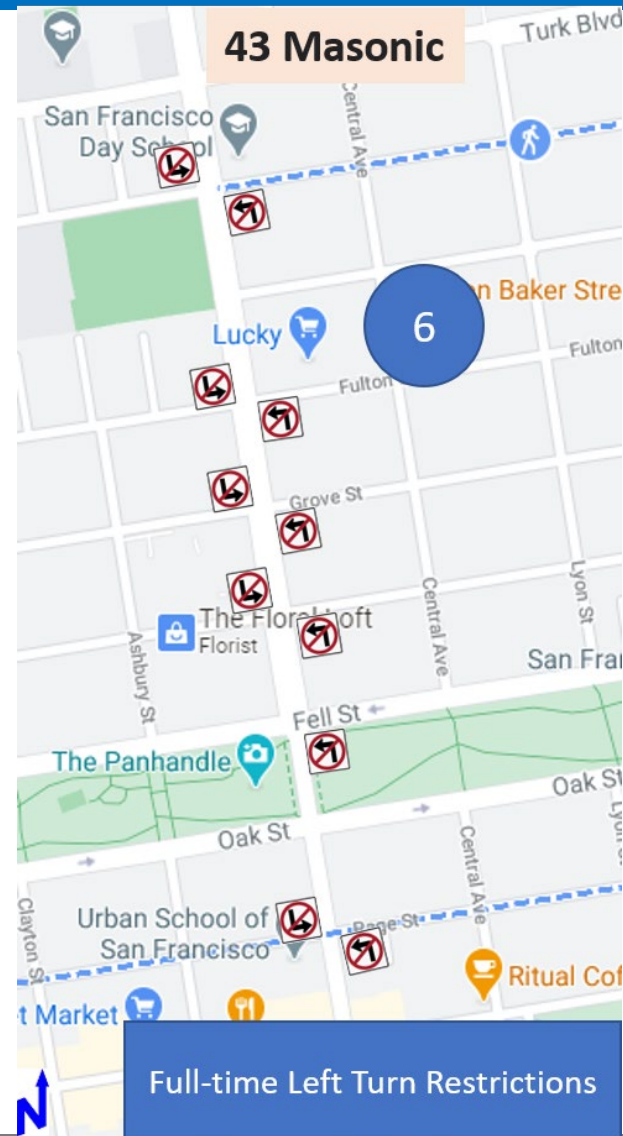 43 Masonic
Turk Blvd
San Francisco
Day School
Central Ave
n Baker Stre
Lucky
6
Fulton
Fulton
Grove St
Central Ave
Lyon St
The Floral Loft
Florist
Ashbury St
San Fra
Fell St
The Panhandle
Oak St
Oak St
Lyon St
Central Ave
Clayton St
Urban School of
San Francisco
Page St
Ritual Cof
t Market
Full-time Left Turn Restrictions
N